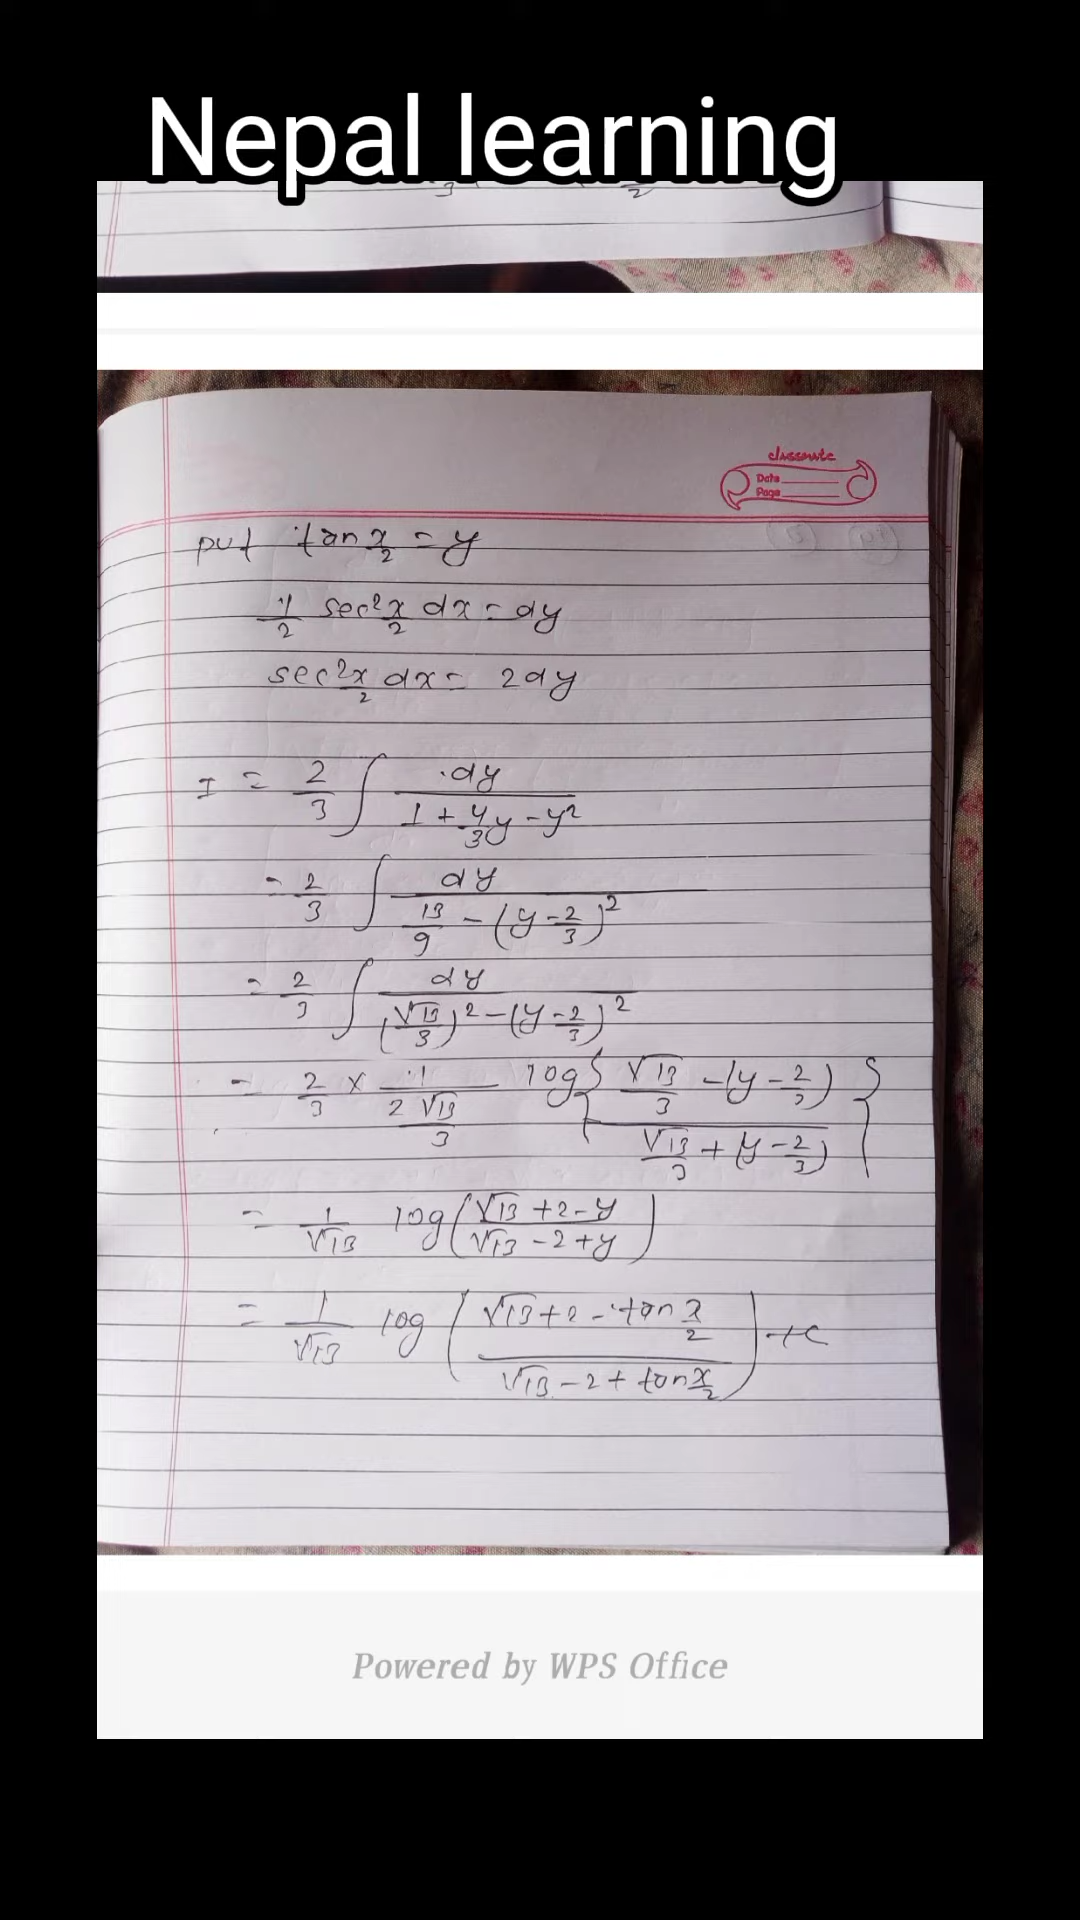 Nepal learning
classmate
Date
Page
put tan x/2 = y
1/2 sec²x/2 dx = dy
sec²x/2 dx = 2dy
I = 2/3 ∫ dy / (1 + 4/3 y - y²)
= 2/3 ∫ dy / (13/9 - (y - 2/3)²)
= 2/3 ∫ dy / ((√13/3)² - (y - 2/3)²)
= 2/3 × 1 / (2 √13/3) log { (√13/3 - (y - 2/3)) / (√13/3 + (y - 2/3)) }
= 1/√13 log ( (√13 + 2 - y) / (√13 - 2 + y) )
= 1/√13 log ( (√13 + 2 - tan x/2) / (√13 - 2 + tan x/2) ) + c
Powered by WPS Office